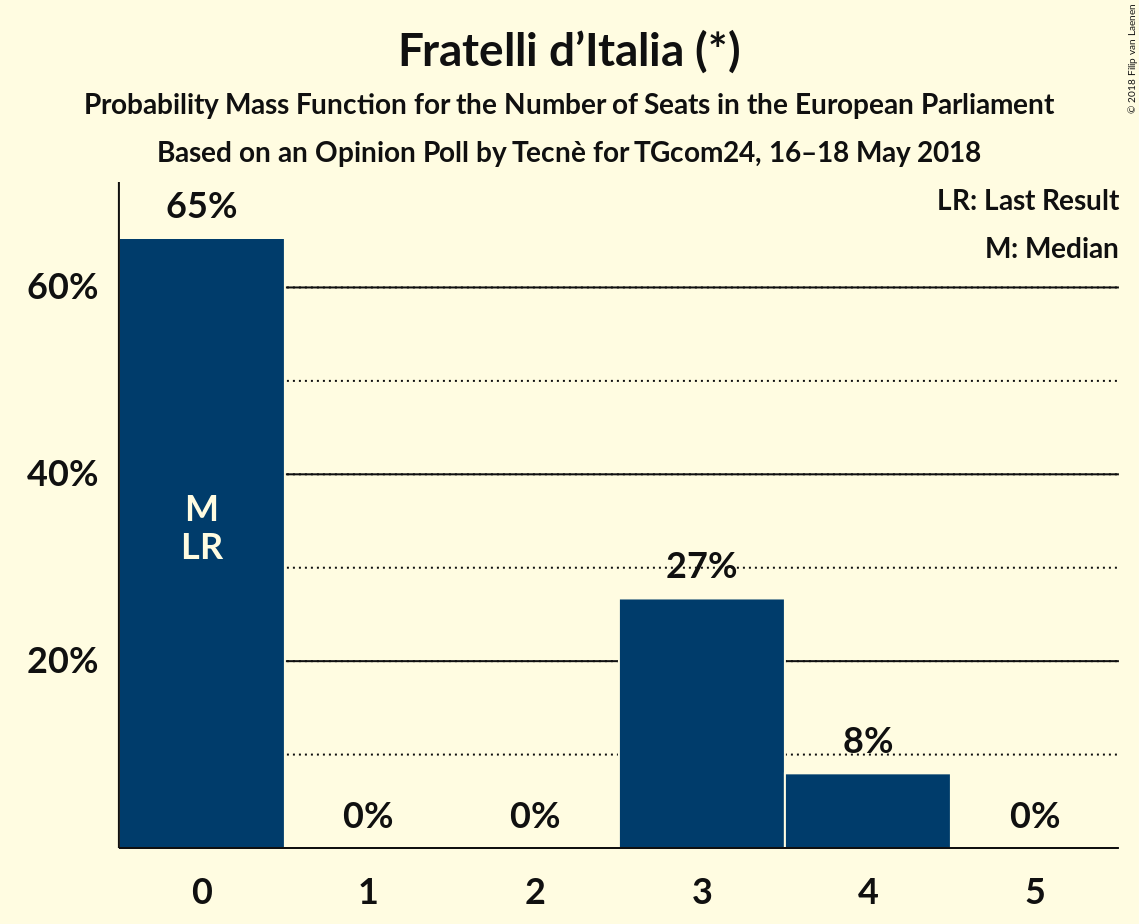 Fratelli d’Italia (*)
Probability Mass Function for the Number of Seats in the European Parliament
Based on an Opinion Poll by Tecnè for TGcom24, 16–18 May 2018
© 2018 Filip van Laenen
LR: Last Result
M: Median
65%
60%
40%
20%
M
LR
0%
0%
27%
8%
0%
0 1 2 3 4 5